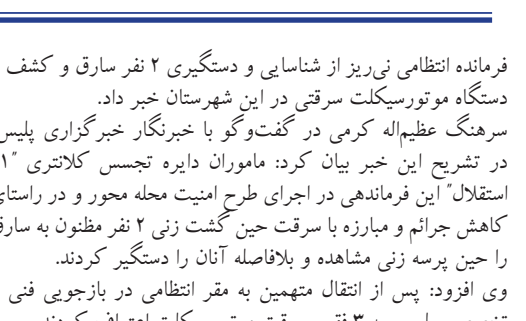 فرمانده انتظامی نی‌ریز از شناسایی و دستگیری ۲ نفر سارق و کشف
دستگاه موتورسیکلت سرقتی در این شهرستان خبر داد.
سرهنگ عظیم‌اله کرمی در گفت‌وگو با خبرنگار خبرگزاری پلیس
در تشریح این خبر بیان کرد: ماموران دایره تجسس کلانتری "۱
استقلال" این فرماندهی در اجرای طرح امنیت محله محور و در راستای
کاهش جرائم و مبارزه با سرقت حین گشت زنی ۲ نفر مظنون به سارق
را حین پرسه زنی مشاهده و بلافاصله آنان را دستگیر کردند.
وی افزود: پس از انتقال متهمین به مقر انتظامی در بازجویی فنی